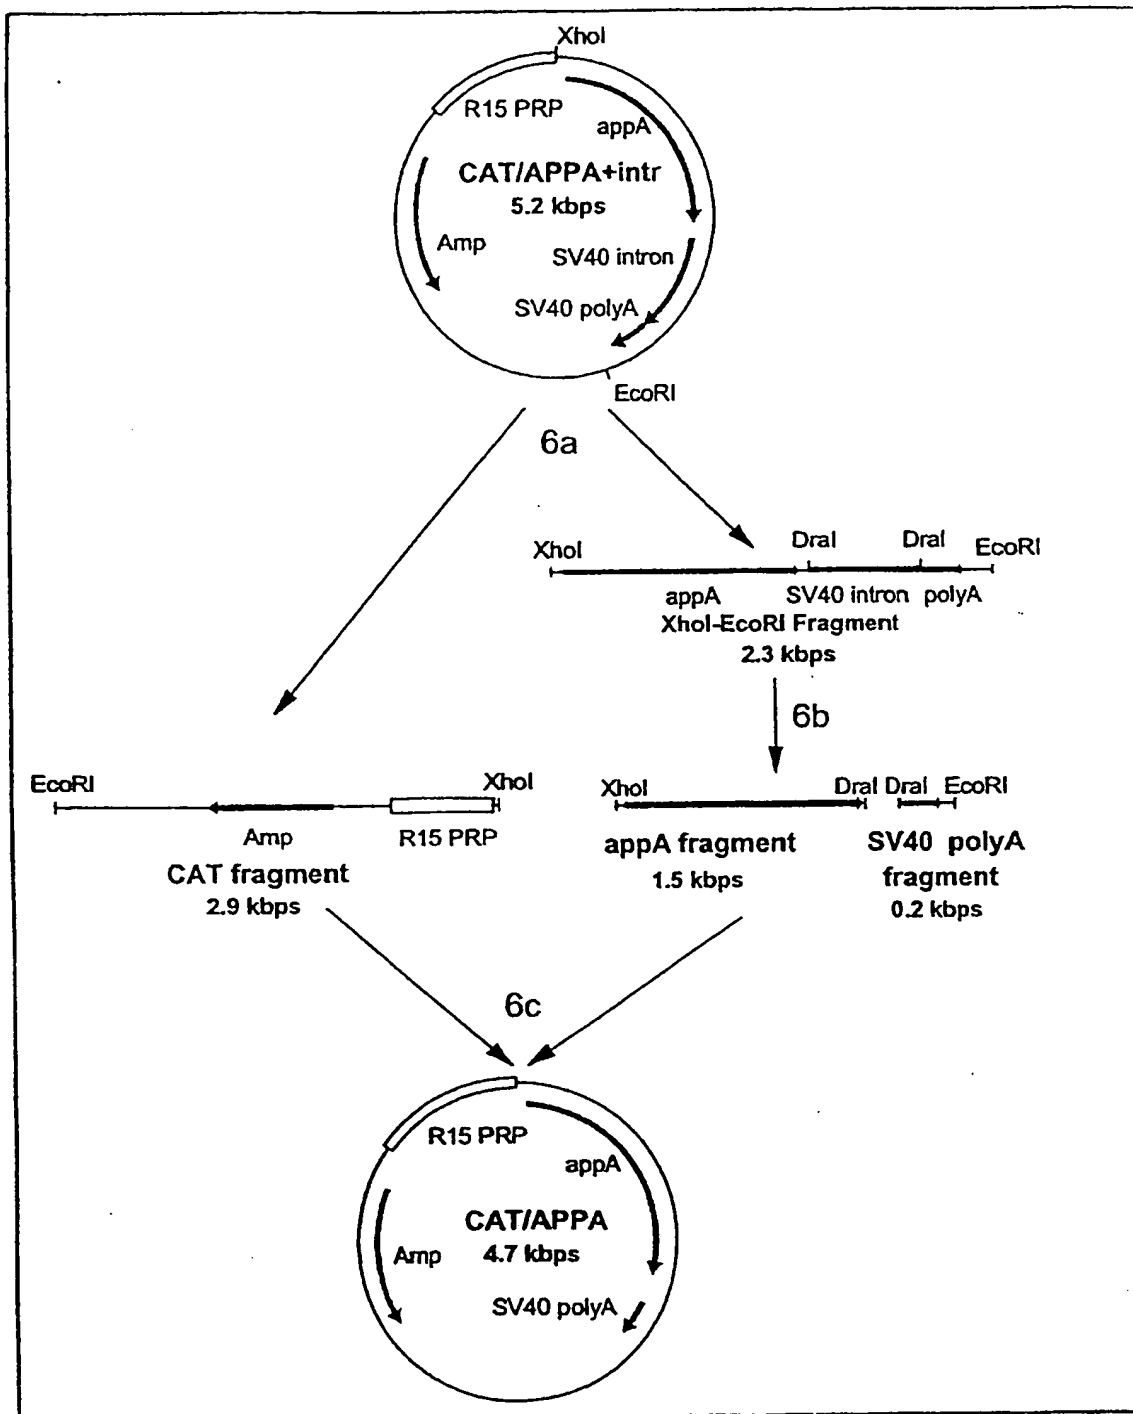 XhoI
R15 PRP
appA
CAT/APPA+intr
5.2 kbps
Amp
SV40 intron
SV40 polyA
EcoRI
6a
XhoI
DraI
DraI
EcoRI
appA
SV40 intron
polyA
XhoI-EcoRI Fragment
2.3 kbps
6b
EcoRI
XhoI
XhoI
DraI
DraI
EcoRI
Amp
R15 PRP
appA fragment
1.5 kbps
SV40 polyA
fragment
0.2 kbps
CAT fragment
2.9 kbps
6c
R15 PRP
appA
CAT/APPA
4.7 kbps
Amp
SV40 polyA